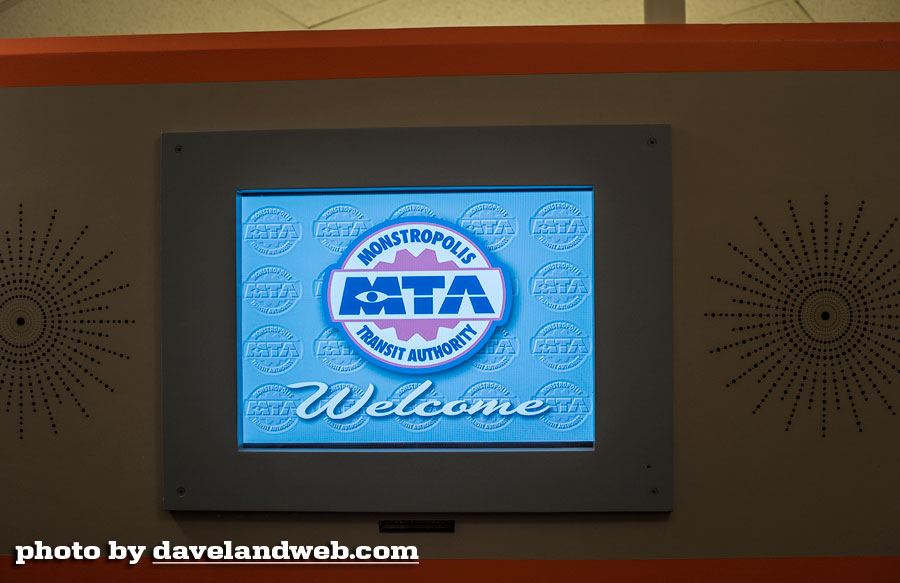 MONSTROPOLIS
MTA
TRANSIT AUTHORITY
Welcome
photo by davelandweb.com